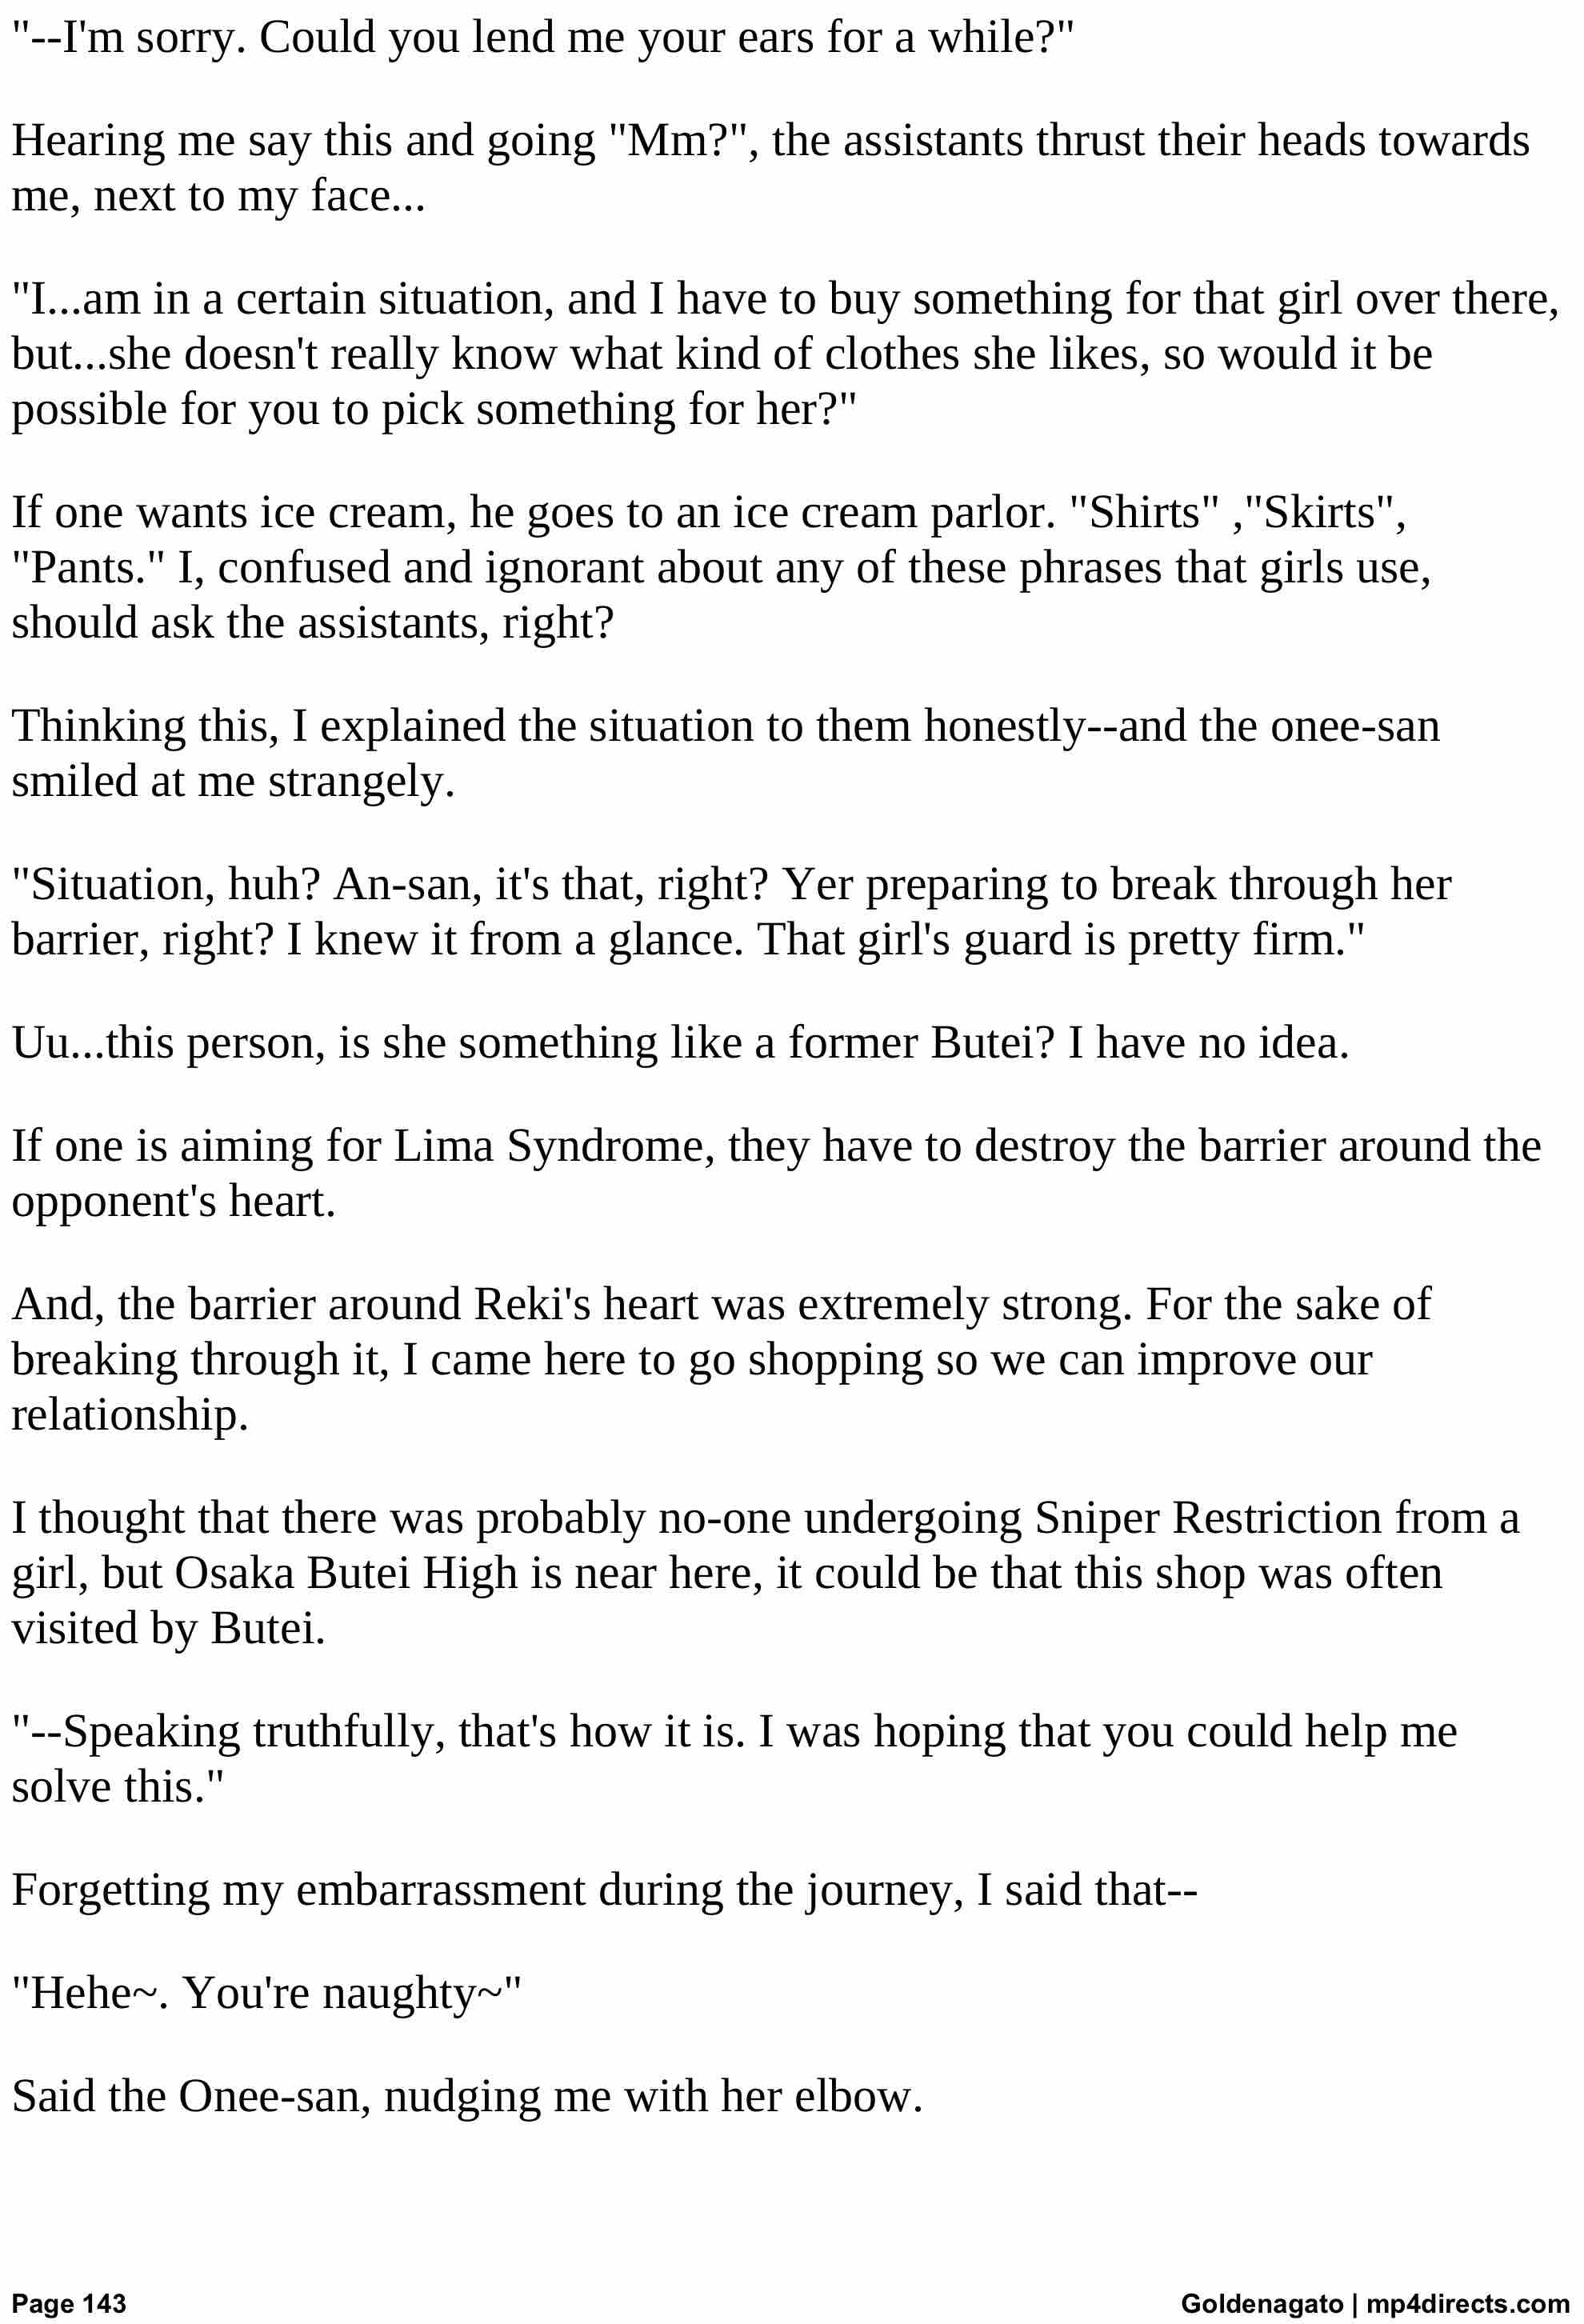 "--I'm sorry. Could you lend me your ears for a while?"
Hearing me say this and going "Mm?", the assistants thrust their heads towards
me, next to my face...
"I...am in a certain situation, and I have to buy something for that girl over there,
but...she doesn't really know what kind of clothes she likes, so would it be
possible for you to pick something for her?"
If one wants ice cream, he goes to an ice cream parlor. "Shirts" ,"Skirts",
"Pants." I, confused and ignorant about any of these phrases that girls use,
should ask the assistants, right?
Thinking this, I explained the situation to them honestly--and the onee-san
smiled at me strangely.
"Situation, huh? An-san, it's that, right? Yer preparing to break through her
barrier, right? I knew it from a glance. That girl's guard is pretty firm."
Uu...this person, is she something like a former Butei? I have no idea.
If one is aiming for Lima Syndrome, they have to destroy the barrier around the
opponent's heart.
And, the barrier around Reki's heart was extremely strong. For the sake of
breaking through it, I came here to go shopping so we can improve our
relationship.
I thought that there was probably no-one undergoing Sniper Restriction from a
girl, but Osaka Butei High is near here, it could be that this shop was often
visited by Butei.
"--Speaking truthfully, that's how it is. I was hoping that you could help me
solve this."
Forgetting my embarrassment during the journey, I said that--
"Hehe~. You're naughty~"
Said the Onee-san, nudging me with her elbow.
Page 143
Goldenagato | mp4directs.com